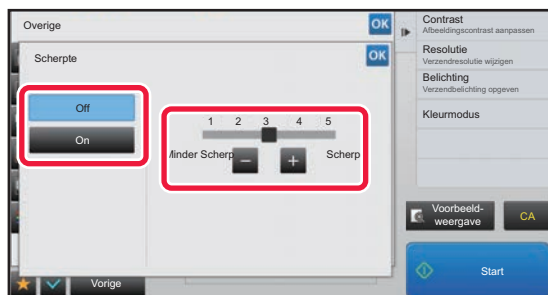 Overige
OK
Scherpte
OK
Off
On
1 2 3 4 5
Minder Scherp
Scherp
Vorige
Contrast
Afbeeldingscontrast aanpassen
Resolutie
Verzendresolutie wijzigen
Belichting
Verzendbelichting opgeven
Kleurmodus
Voorbeeld-
weergave
CA
Start